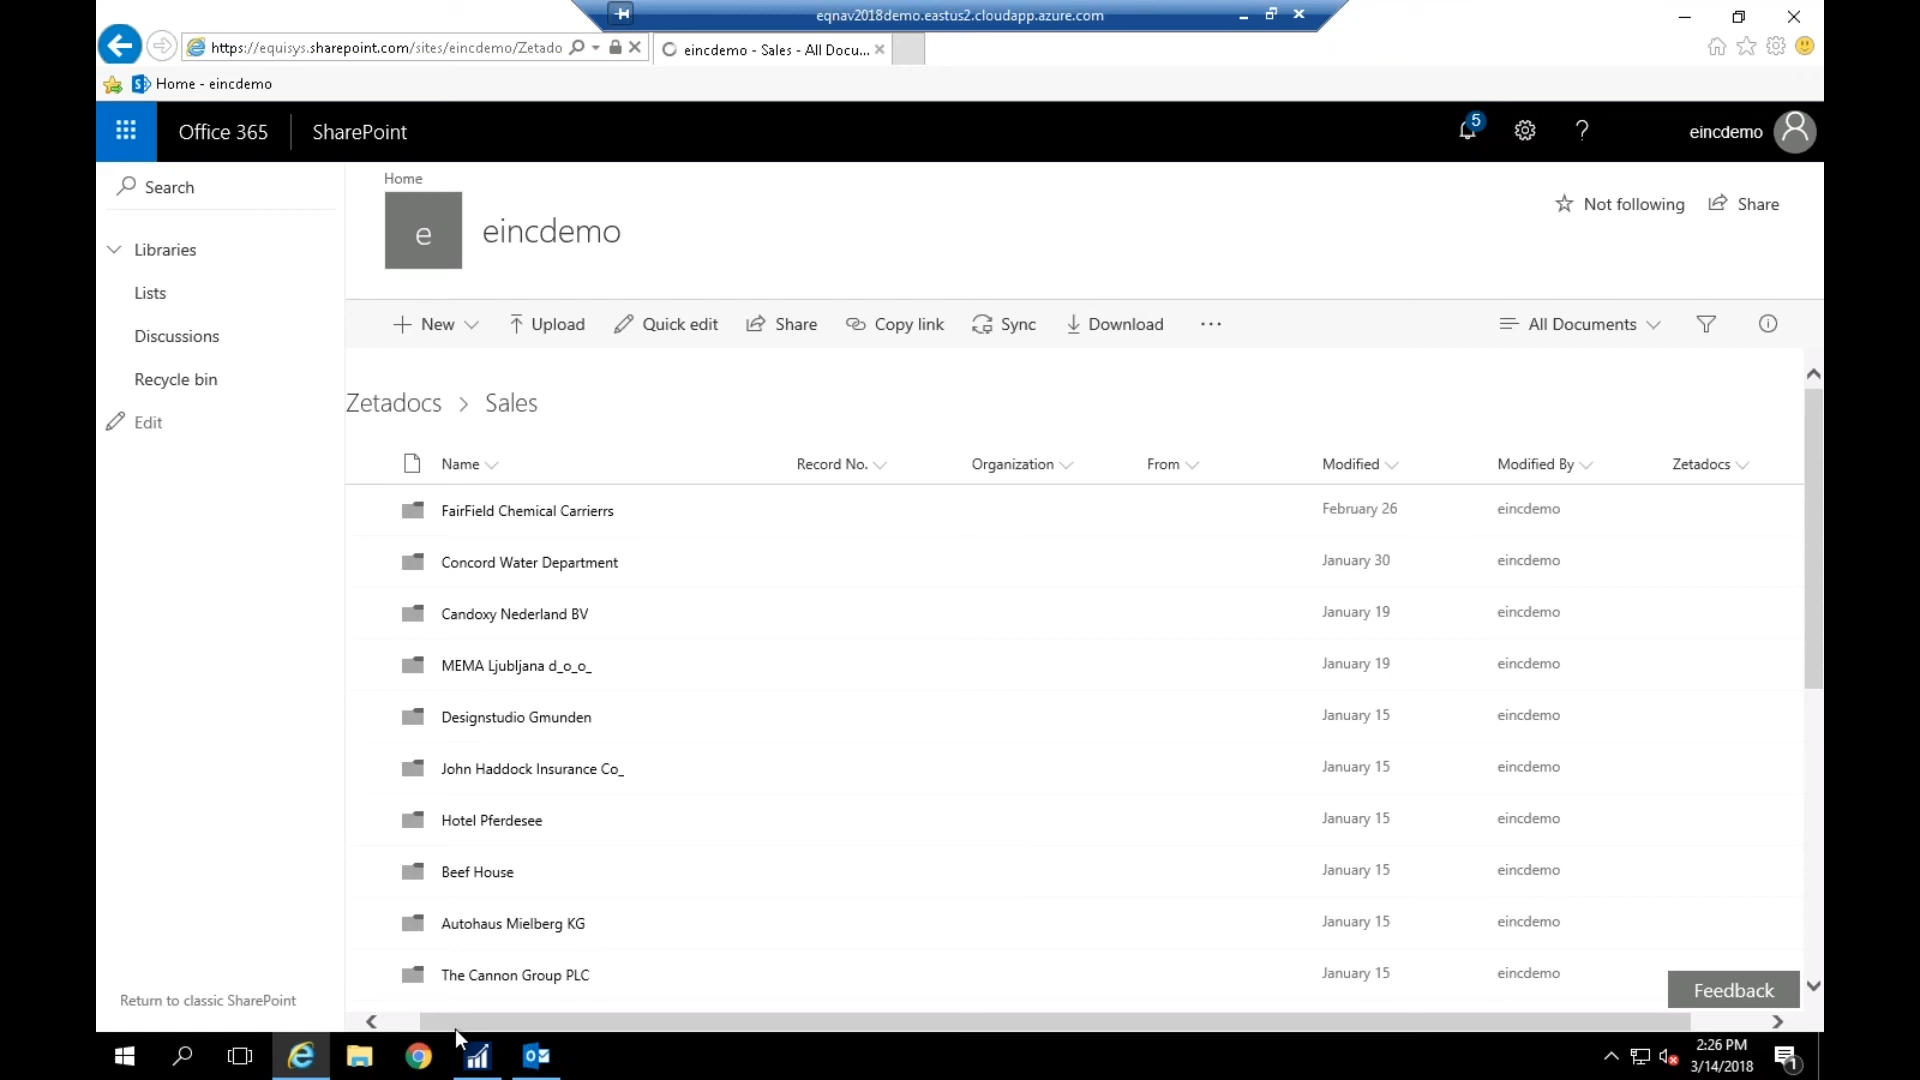 eqnav2018demo.eastus2.cloudapp.azure.com
https://equisys.sharepoint.com/sites/eincdemo/Zetado
eincdemo - Sales - All Docu...
Home - eincdemo
Office 365
SharePoint
5
?
eincdemo
Search
Home
e
eincdemo
Not following
Share
Libraries
Lists
Discussions
Recycle bin
Edit
New
Upload
Quick edit
Share
Copy link
Sync
Download
All Documents
Zetadocs > Sales
Name Record No. Organization From Modified Modified By Zetadocs
FairField Chemical Carrierrs February 26 eincdemo
Concord Water Department January 30 eincdemo
Candoxy Nederland BV January 19 eincdemo
MEMA Ljubljana d_o_o_ January 19 eincdemo
Designstudio Gmunden January 15 eincdemo
John Haddock Insurance Co_ January 15 eincdemo
Hotel Pferdesee January 15 eincdemo
Beef House January 15 eincdemo
Autohaus Mielberg KG January 15 eincdemo
The Cannon Group PLC January 15 eincdemo
Feedback
Return to classic SharePoint
2:26 PM
3/14/2018
1